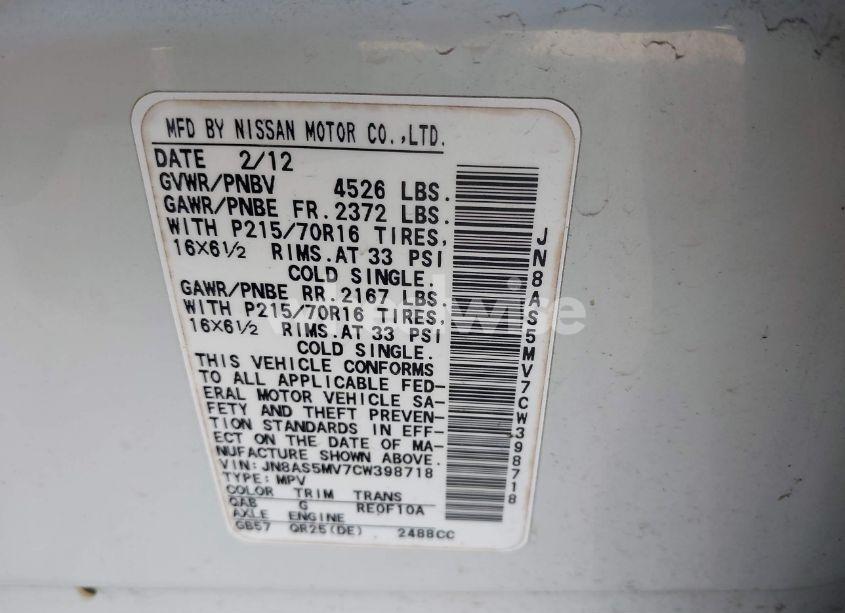 MFD BY NISSAN MOTOR CO.,LTD.
DATE 2/12
GVWR/PNBV 4526 LBS.
GAWR/PNBE FR.2372 LBS.
WITH P215/70R16 TIRES,
16X6½ RIMS.AT 33 PSI
COLD SINGLE.
GAWR/PNBE RR.2167 LBS.
WITH P215/70R16 TIRES,
16X6½ RIMS.AT 33 PSI
COLD SINGLE.
THIS VEHICLE CONFORMS
TO ALL APPLICABLE FED-
ERAL MOTOR VEHICLE SA-
FETY AND THEFT PREVEN-
TION STANDARDS IN EFF-
ECT ON THE DATE OF MA-
NUFACTURE SHOWN ABOVE.
VIN: JN8AS5MV7CW398718
TYPE: MPV
COLOR TRIM TRANS
QAB G RE0F10A
AXLE ENGINE
GB57 QR25(DE) 2488CC
JN8AS5MV7CW398718